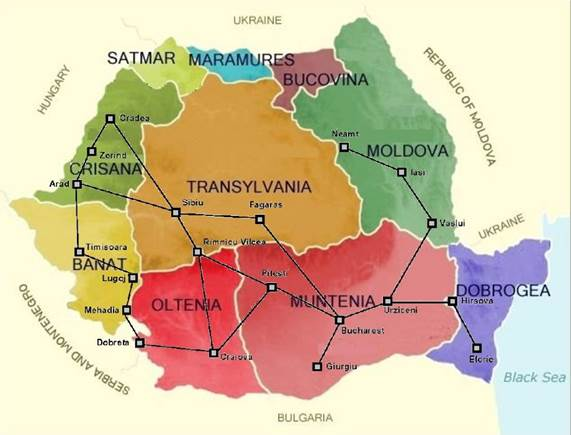 UKRAINE
SATMAR
MARAMURES
BUCOVINA
HUNGARY
REPUBLIC OF MOLDOVA
Oradea
Neamt
Zerind
MOLDOVA
CRISANA
Iasi
Arad
TRANSYLVANIA
Sibiu
Fagaras
Vaslui
UKRAINE
Timisoara
Rimnicu Vilcea
BANAT
Lugoj
Pitesti
DOBROGEA
MUNTENIA
Hirsova
OLTENIA
Urziceni
Mehadia
Bucharest
SERBIA AND MONTENEGRO
Dobreta
Craiova
Eforie
Giurgiu
Black Sea
BULGARIA